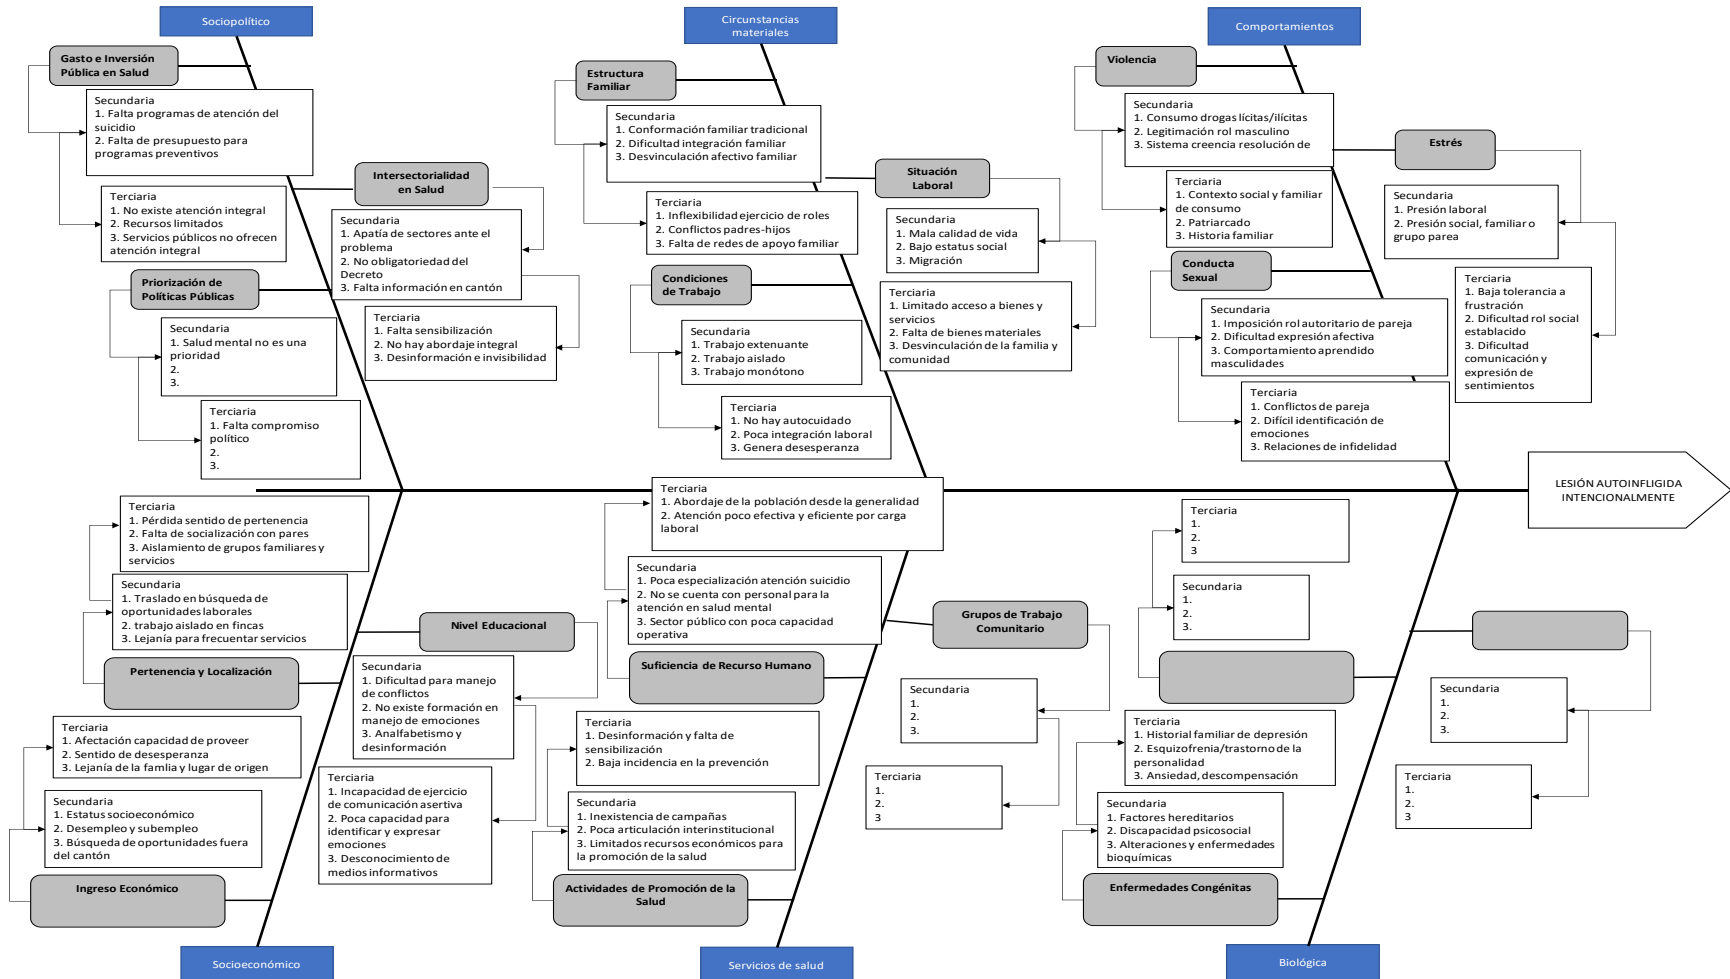 Sociopolítico
Gasto e Inversión
Pública en Salud
Secundaria
1. Falta programas de atención del
suicidio
2. Falta de presupuesto para
programas preventivos
Terciaria
1. No existe atención integral
2. Recursos limitados
3. Servicios públicos no ofrecen
atención integral
Intersectorialidad
en Salud
Secundaria
1. Apatía de sectores ante el
problema
2. No obligatoriedad del
Decreto
3. Falta información en cantón
Terciaria
1. Falta sensibilización
2. No hay abordaje integral
3. Desinformación e invisibilidad
Priorización de
Políticas Públicas
Secundaria
1. Salud mental no es una
prioridad
2.
3.
Terciaria
1. Falta compromiso
político
2.
3.
Circunstancias
materiales
Estructura
Familiar
Secundaria
1. Conformación familiar tradicional
2. Dificultad integración familiar
3. Desvinculación afectivo familiar
Terciaria
1. Inflexibilidad ejercicio de roles
2. Conflictos padres-hijos
3. Falta de redes de apoyo familiar
Situación
Laboral
Secundaria
1. Mala calidad de vida
2. Bajo estatus social
3. Migración
Terciaria
1. Limitado acceso a bienes y
servicios
2. Falta de bienes materiales
3. Desvinculación de la familia y
comunidad
Condiciones
de Trabajo
Secundaria
1. Trabajo extenuante
2. Trabajo aislado
3. Trabajo monótono
Terciaria
1. No hay autocuidado
2. Poca integración laboral
3. Genera desesperanza
Comportamientos
Violencia
Secundaria
1. Consumo drogas lícitas/ilícitas
2. Legitimación rol masculino
3. Sistema creencia resolución de
Terciaria
1. Contexto social y familiar
de consumo
2. Patriarcado
3. Historia familiar
Estrés
Secundaria
1. Presión laboral
2. Presión social, familiar o
grupo parea
Terciaria
1. Baja tolerancia a
frustración
2. Dificultad rol social
establacido
3. Dificultad
comunicación y
expresión de
sentimientos
Conducta
Sexual
Secundaria
1. Imposición rol autoritario de pareja
2. Dificultad expresión afectiva
3. Comportamiento aprendido
masculidades
Terciaria
1. Conflictos de pareja
2. Difícil identificación de
emociones
3. Relaciones de infidelidad
LESIÓN AUTOINFLIGIDA
INTENCIONALMENTE
Terciaria
1. Pérdida sentido de pertenencia
2. Falta de socialización con pares
3. Aislamiento de grupos familiares y
servicios
Secundaria
1. Traslado en búsqueda de
oportunidades laborales
2. trabajo aislado en fincas
3. Lejanía para frecuentar servicios
Pertenencia y Localización
Nivel Educacional
Secundaria
1. Dificultad para manejo
de conflictos
2. No existe formación en
manejo de emociones
3. Analfabetismo y
desinformación
Terciaria
1. Incapacidad de ejercicio
de comunicación asertiva
2. Poca capacidad para
identificar y expresar
emociones
3. Desconocimiento de
medios informativos
Terciaria
1. Afectación capacidad de proveer
2. Sentido de desesperanza
3. Lejanía de la famlia y lugar de origen
Secundaria
1. Estatus socioeconómico
2. Desempleo y subempleo
3. Búsqueda de oportunidades fuera
del cantón
Ingreso Económico
Socioeconómico
Terciaria
1. Abordaje de la población desde la generalidad
2. Atención poco efectiva y eficiente por carga
laboral
Secundaria
1. Poca especialización atención suicidio
2. No se cuenta con personal para la
atención en salud mental
3. Sector público con poca capacidad
operativa
Suficiencia de Recurso Humano
Grupos de Trabajo
Comunitario
Secundaria
1.
2.
3.
Terciaria
1.
2.
3
Terciaria
1. Desinformación y falta de
sensibilización
2. Baja incidencia en la prevención
Secundaria
1. Inexistencia de campañas
2. Poca articulación interinstitucional
3. Limitados recursos económicos para
la promoción de la salud
Actividades de Promoción de la
Salud
Servicios de salud
Terciaria
1.
2.
3
Secundaria
1.
2.
3.
Secundaria
1.
2.
3.
Terciaria
1.
2.
3
Terciaria
1. Historial familiar de depresión
2. Esquizofrenia/trastorno de la
personalidad
3. Ansiedad, descompensación
Secundaria
1. Factores hereditarios
2. Discapacidad psicosocial
3. Alteraciones y enfermedades
bioquímicas
Enfermedades Congénitas
Biológica